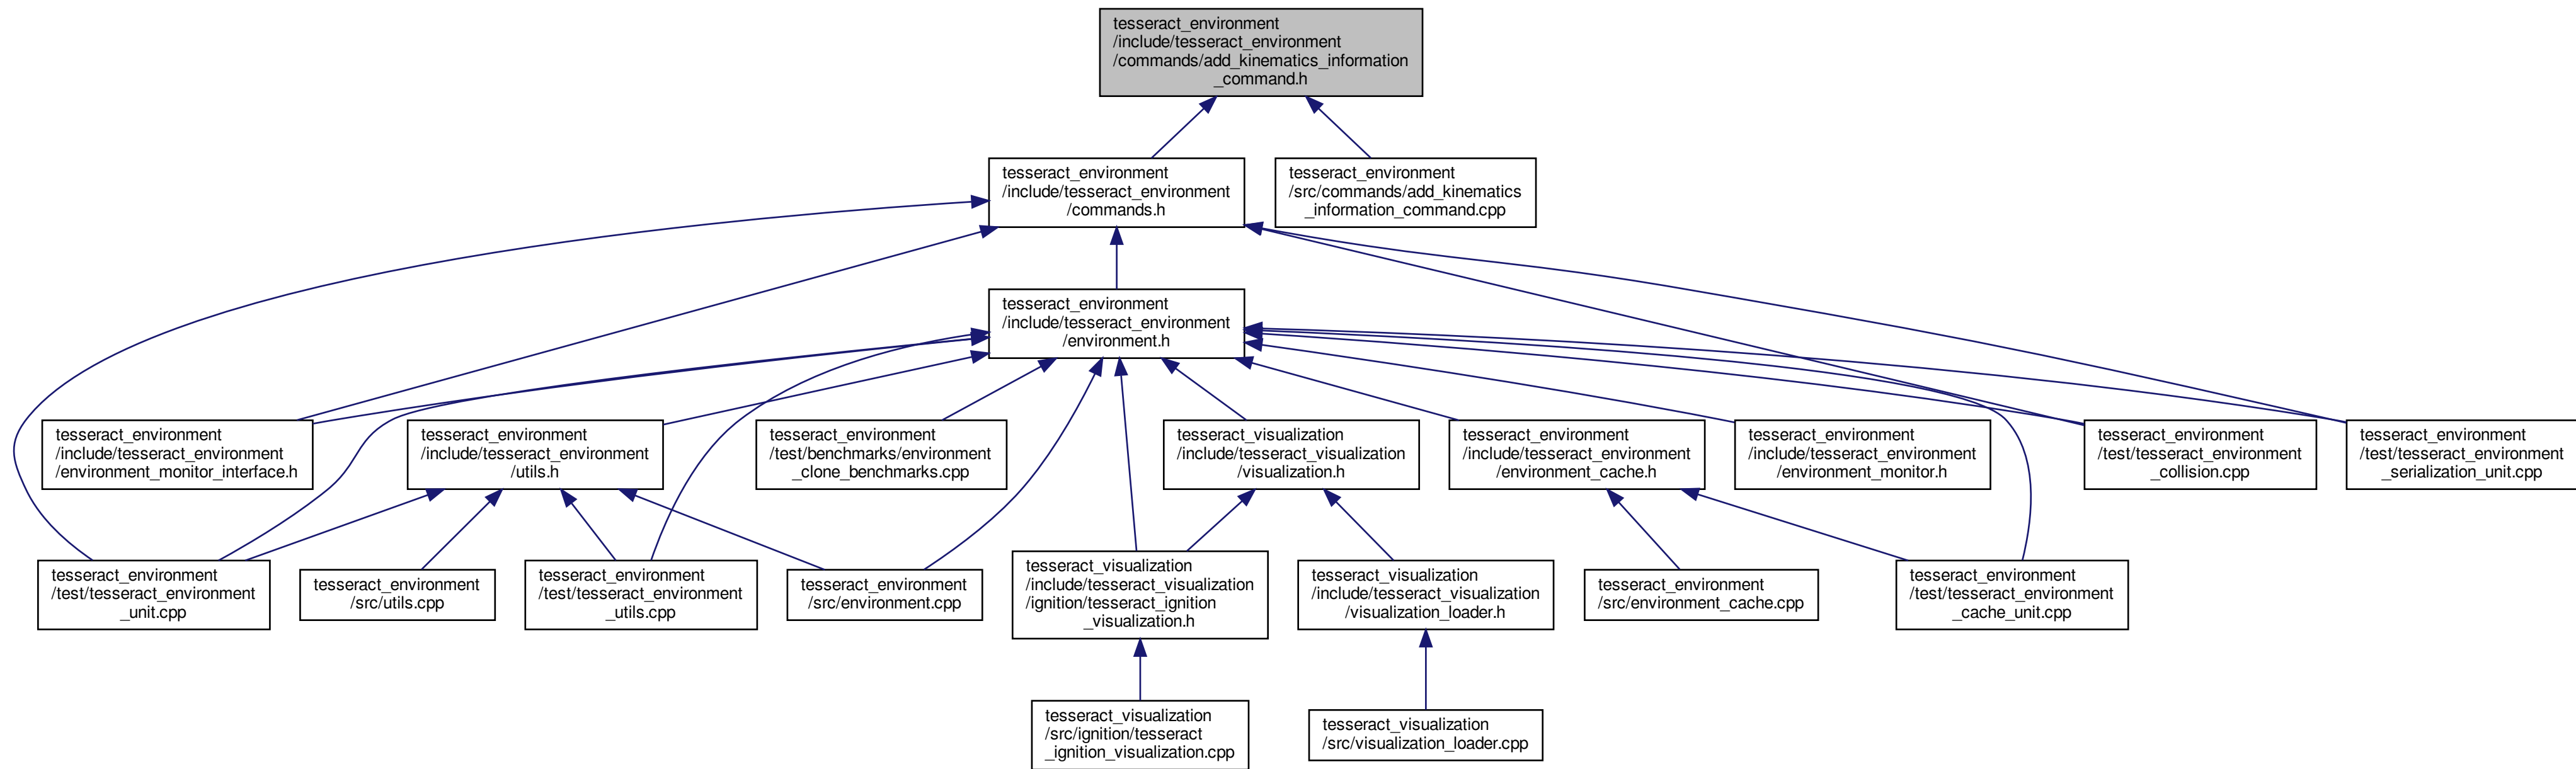 tesseract_environment
/include/tesseract_environment
/commands/add_kinematics_information
_command.h
tesseract_environment
/include/tesseract_environment
/commands.h
tesseract_environment
/src/commands/add_kinematics
_information_command.cpp
tesseract_environment
/include/tesseract_environment
/environment.h
tesseract_environment
/include/tesseract_environment
/environment_monitor_interface.h
tesseract_environment
/include/tesseract_environment
/utils.h
tesseract_environment
/test/benchmarks/environment
_clone_benchmarks.cpp
tesseract_visualization
/include/tesseract_visualization
/visualization.h
tesseract_environment
/include/tesseract_environment
/environment_cache.h
tesseract_environment
/include/tesseract_environment
/environment_monitor.h
tesseract_environment
/test/tesseract_environment
_collision.cpp
tesseract_environment
/test/tesseract_environment
_serialization_unit.cpp
tesseract_environment
/test/tesseract_environment
_unit.cpp
tesseract_environment
/src/utils.cpp
tesseract_environment
/test/tesseract_environment
_utils.cpp
tesseract_environment
/src/environment.cpp
tesseract_visualization
/include/tesseract_visualization
/ignition/tesseract_ignition
_visualization.h
tesseract_visualization
/include/tesseract_visualization
/visualization_loader.h
tesseract_environment
/src/environment_cache.cpp
tesseract_environment
/test/tesseract_environment
_cache_unit.cpp
tesseract_visualization
/src/ignition/tesseract
_ignition_visualization.cpp
tesseract_visualization
/src/visualization_loader.cpp